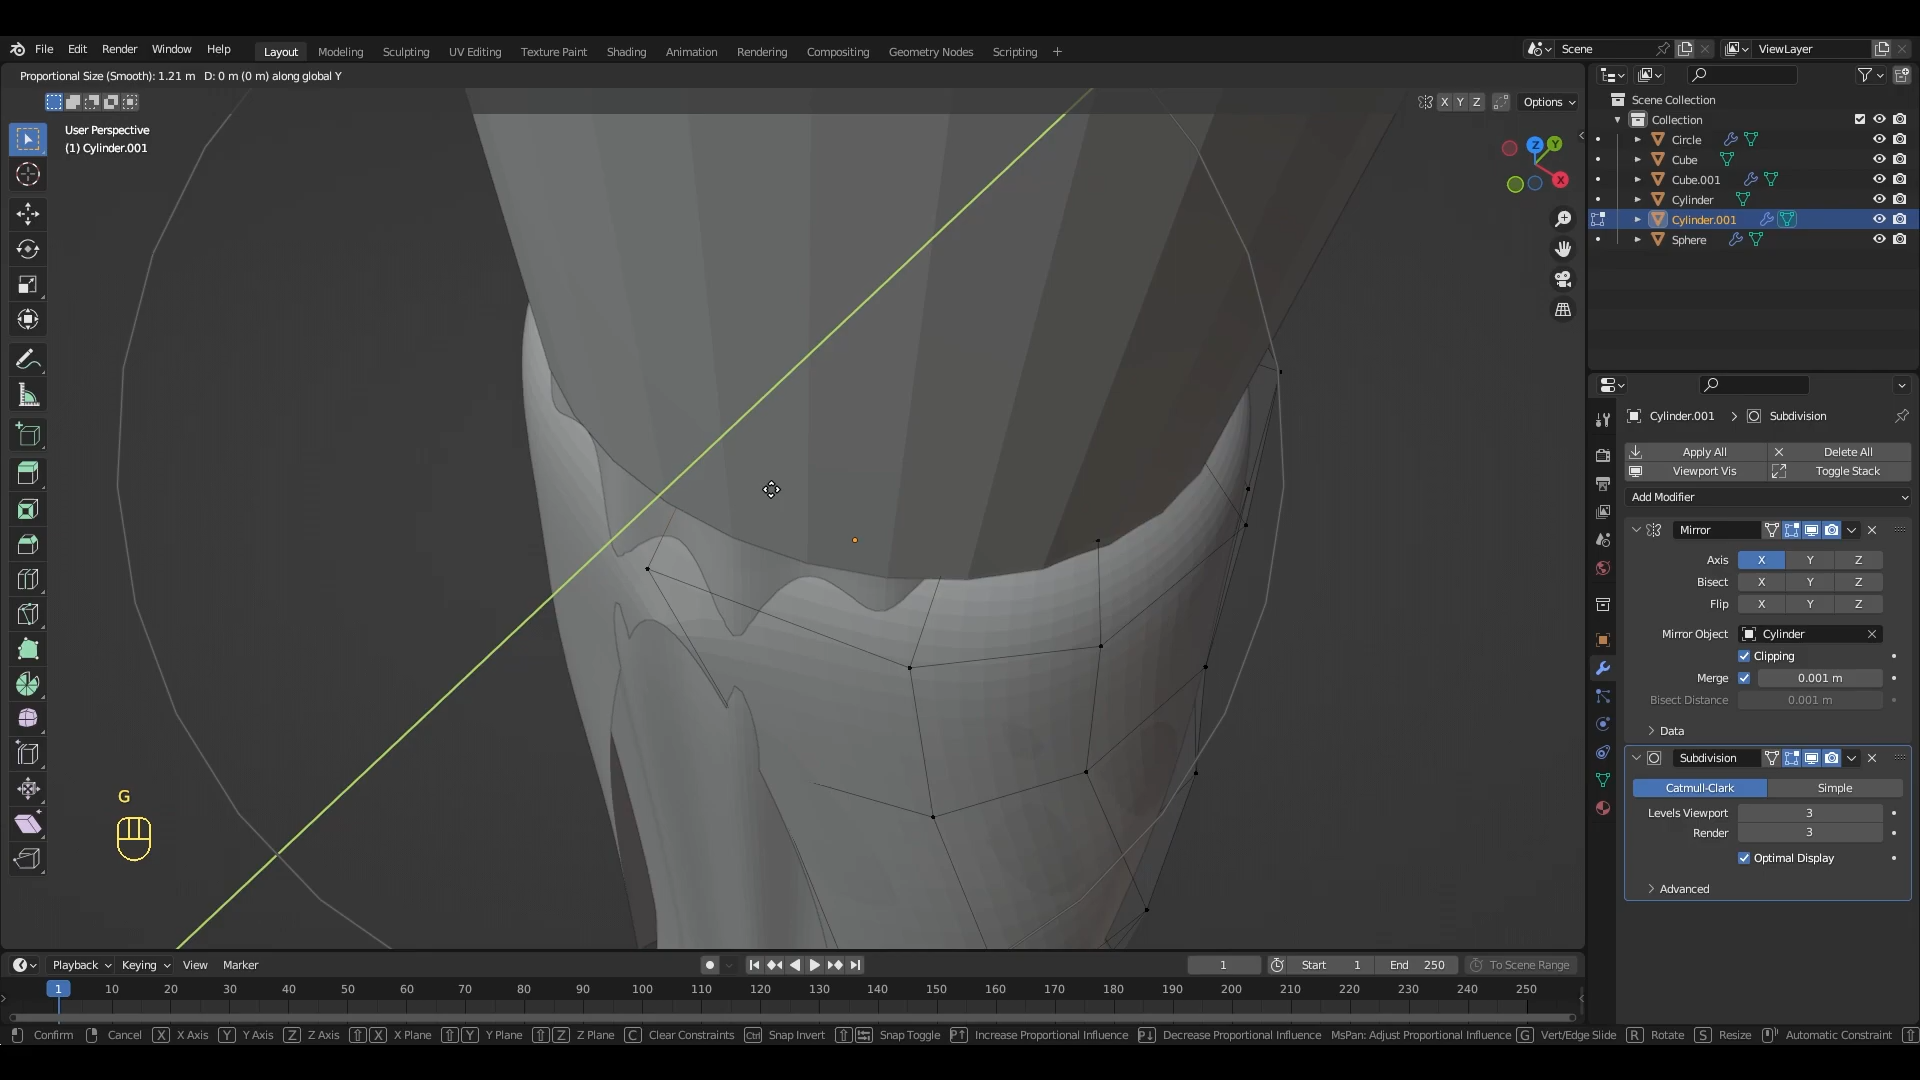 File Edit Render Window Help Layout Modeling Sculpting UV Editing Texture Paint Shading Animation Rendering Compositing Geometry Nodes Scripting + Scene ViewLayer
Proportional Size (Smooth): 1.21 m D: 0 m (0 m) along global Y
X Y Z Options
User Perspective
(1) Cylinder.001
Z Y X
G
Scene Collection
Collection
Circle
Cube
Cube.001
Cylinder
Cylinder.001
Sphere
Cylinder.001 > Subdivision
Apply All Delete All
Viewport Vis Toggle Stack
Add Modifier
Mirror
Axis X Y Z
Bisect X Y Z
Flip X Y Z
Mirror Object Cylinder
Clipping
Merge 0.001 m
Bisect Distance 0.001 m
Data
Subdivision
Catmull-Clark Simple
Levels Viewport 3
Render 3
Optimal Display
Advanced
Playback Keying View Marker 1 Start 1 End 250 To Scene Range
1 10 20 30 40 50 60 70 80 90 100 110 120 130 140 150 160 170 180 190 200 210 220 230 240 250
Confirm Cancel X X Axis Y Y Axis Z Z Axis X X Plane Y Y Plane Z Z Plane C Clear Constraints Ctrl Snap Invert Snap Toggle P↑ Increase Proportional Influence P↓ Decrease Proportional Influence MsPan: Adjust Proportional Influence G Vert/Edge Slide R Rotate S Resize Automatic Constraint